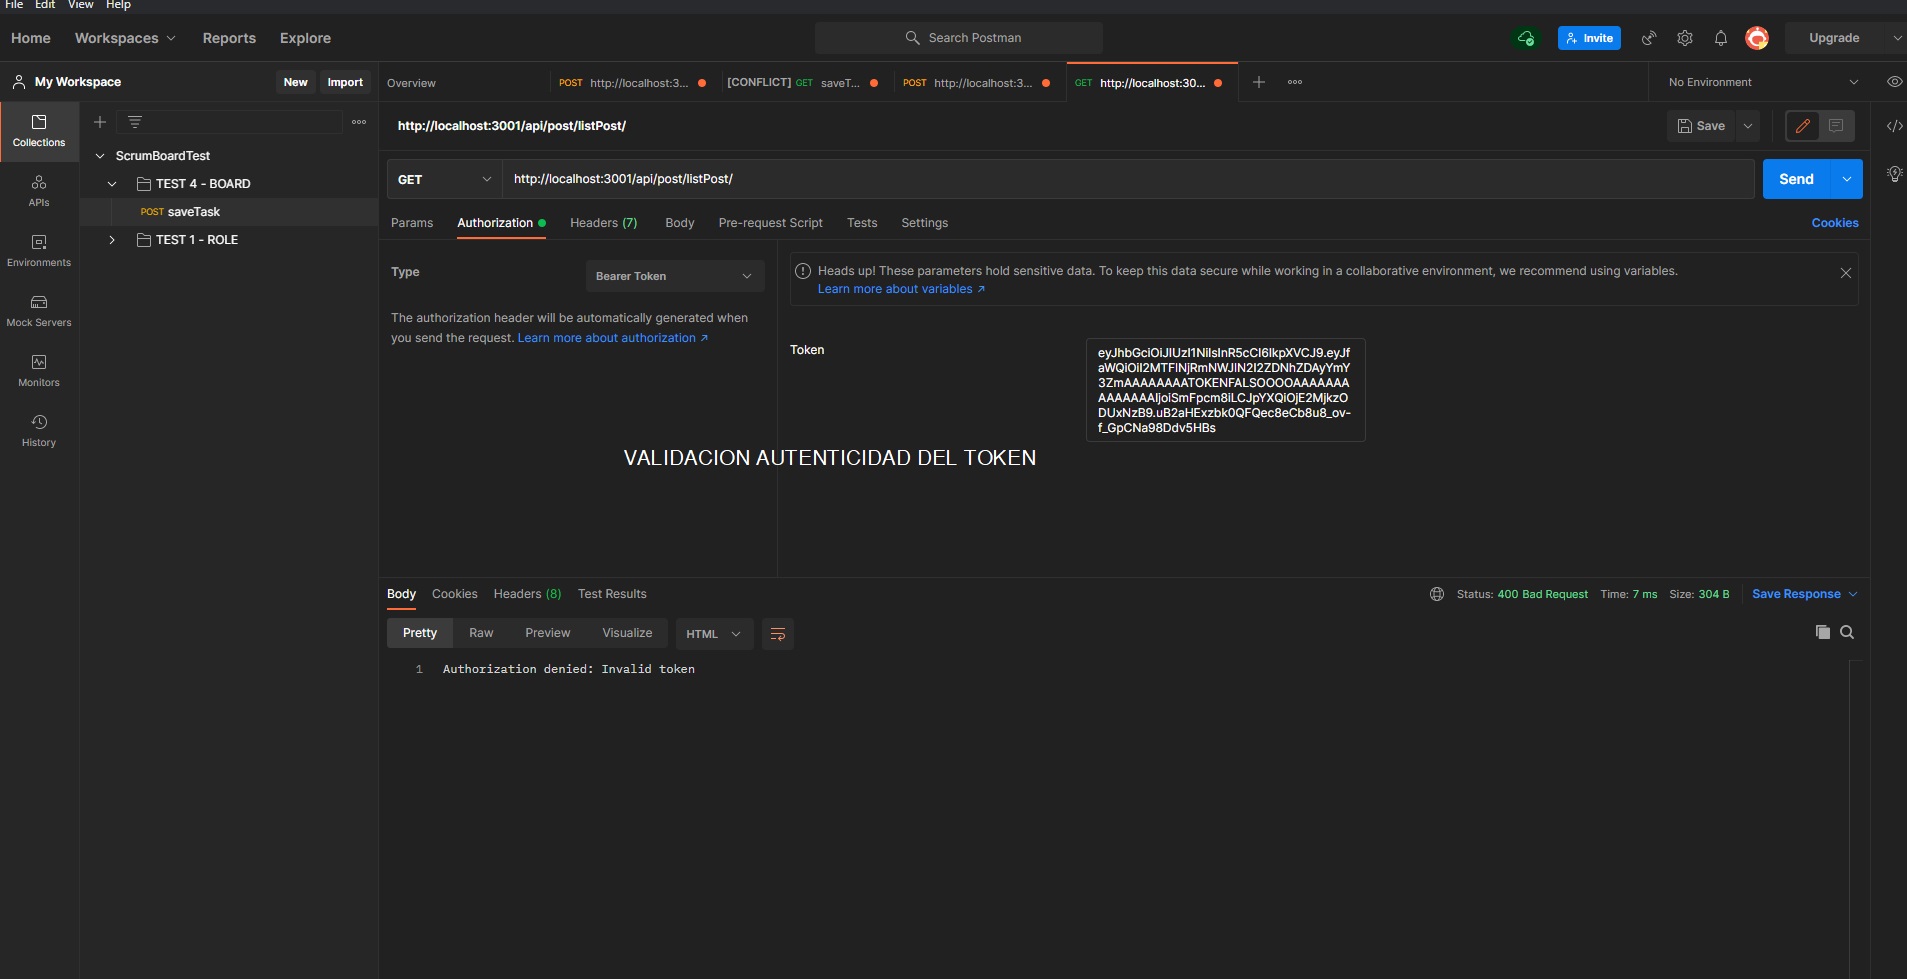 File Edit View Help
Home Workspaces Reports Explore
Search Postman
Invite
Upgrade
My Workspace
New Import
Overview
POST http://localhost:3...
[CONFLICT] GET saveT...
POST http://localhost:3...
GET http://localhost:30...
No Environment
Collections
APIs
Environments
Mock Servers
Monitors
History
ScrumBoardTest
TEST 4 - BOARD
POST saveTask
TEST 1 - ROLE
http://localhost:3001/api/post/listPost/
Save
GET http://localhost:3001/api/post/listPost/
Send
Params Authorization Headers (7) Body Pre-request Script Tests Settings
Cookies
Type Bearer Token
The authorization header will be automatically generated when
you send the request. Learn more about authorization ↗
Heads up! These parameters hold sensitive data. To keep this data secure while working in a collaborative environment, we recommend using variables.
Learn more about variables ↗
Token
eyJhbGciOiJIUzI1NiIsInR5cCI6IkpXVCJ9.eyJf
aWQiOiI2MTFlNjRmNWJlN2I2ZDNhZDAyYmY
3ZmAAAAAAAATOKENFALSOOOOAAAAAAA
AAAAAAAIjoiSmFpcm8iLCJpYXQiOjE2MjkzO
DUxNzB9.uB2aHExzbk0QFQec8eCb8u8_ov-
f_GpCNa98Ddv5HBs
VALIDACION AUTENTICIDAD DEL TOKEN
Body Cookies Headers (8) Test Results
Status: 400 Bad Request Time: 7 ms Size: 304 B Save Response
Pretty Raw Preview Visualize HTML
1 Authorization denied: Invalid token